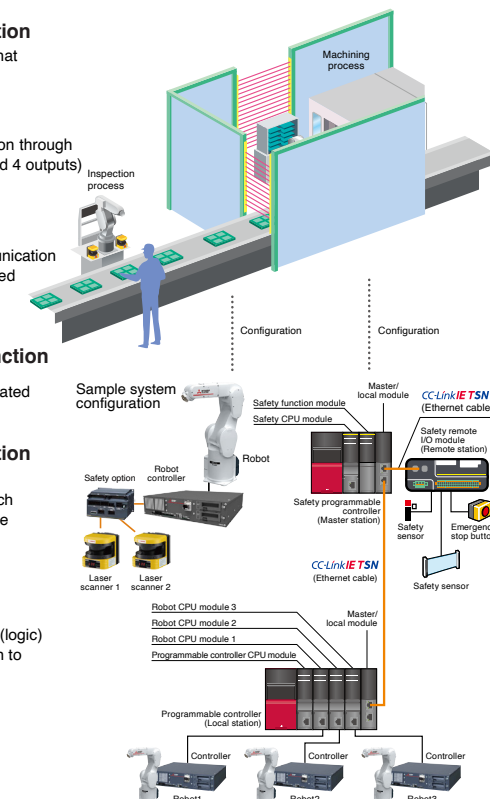 Machining
process
on through
d 4 outputs)
Inspection
process
Configuration
Configuration
Sample system
configuration
Robot
Robot
controller
Safety option
Laser
scanner 1
Laser
scanner 2
Safety function module
Safety CPU module
Master/
local module
CC-Link IE TSN
(Ethernet cable)
Safety remote
I/O module
(Remote station)
Safety programmable
controller
(Master station)
Safety
sensor
Emergenc
stop butto
Safety sensor
CC-Link IE TSN
(Ethernet cable)
Robot CPU module 3
Robot CPU module 2
Robot CPU module 1
Programmable controller CPU module
Master/
local module
Programmable controller
(Local station)
Controller
Controller
Controller
Robot1
Robot2
Robot3
tion
hat
unication
ed
nction
ated
tion
ch
e
(logic)
n to